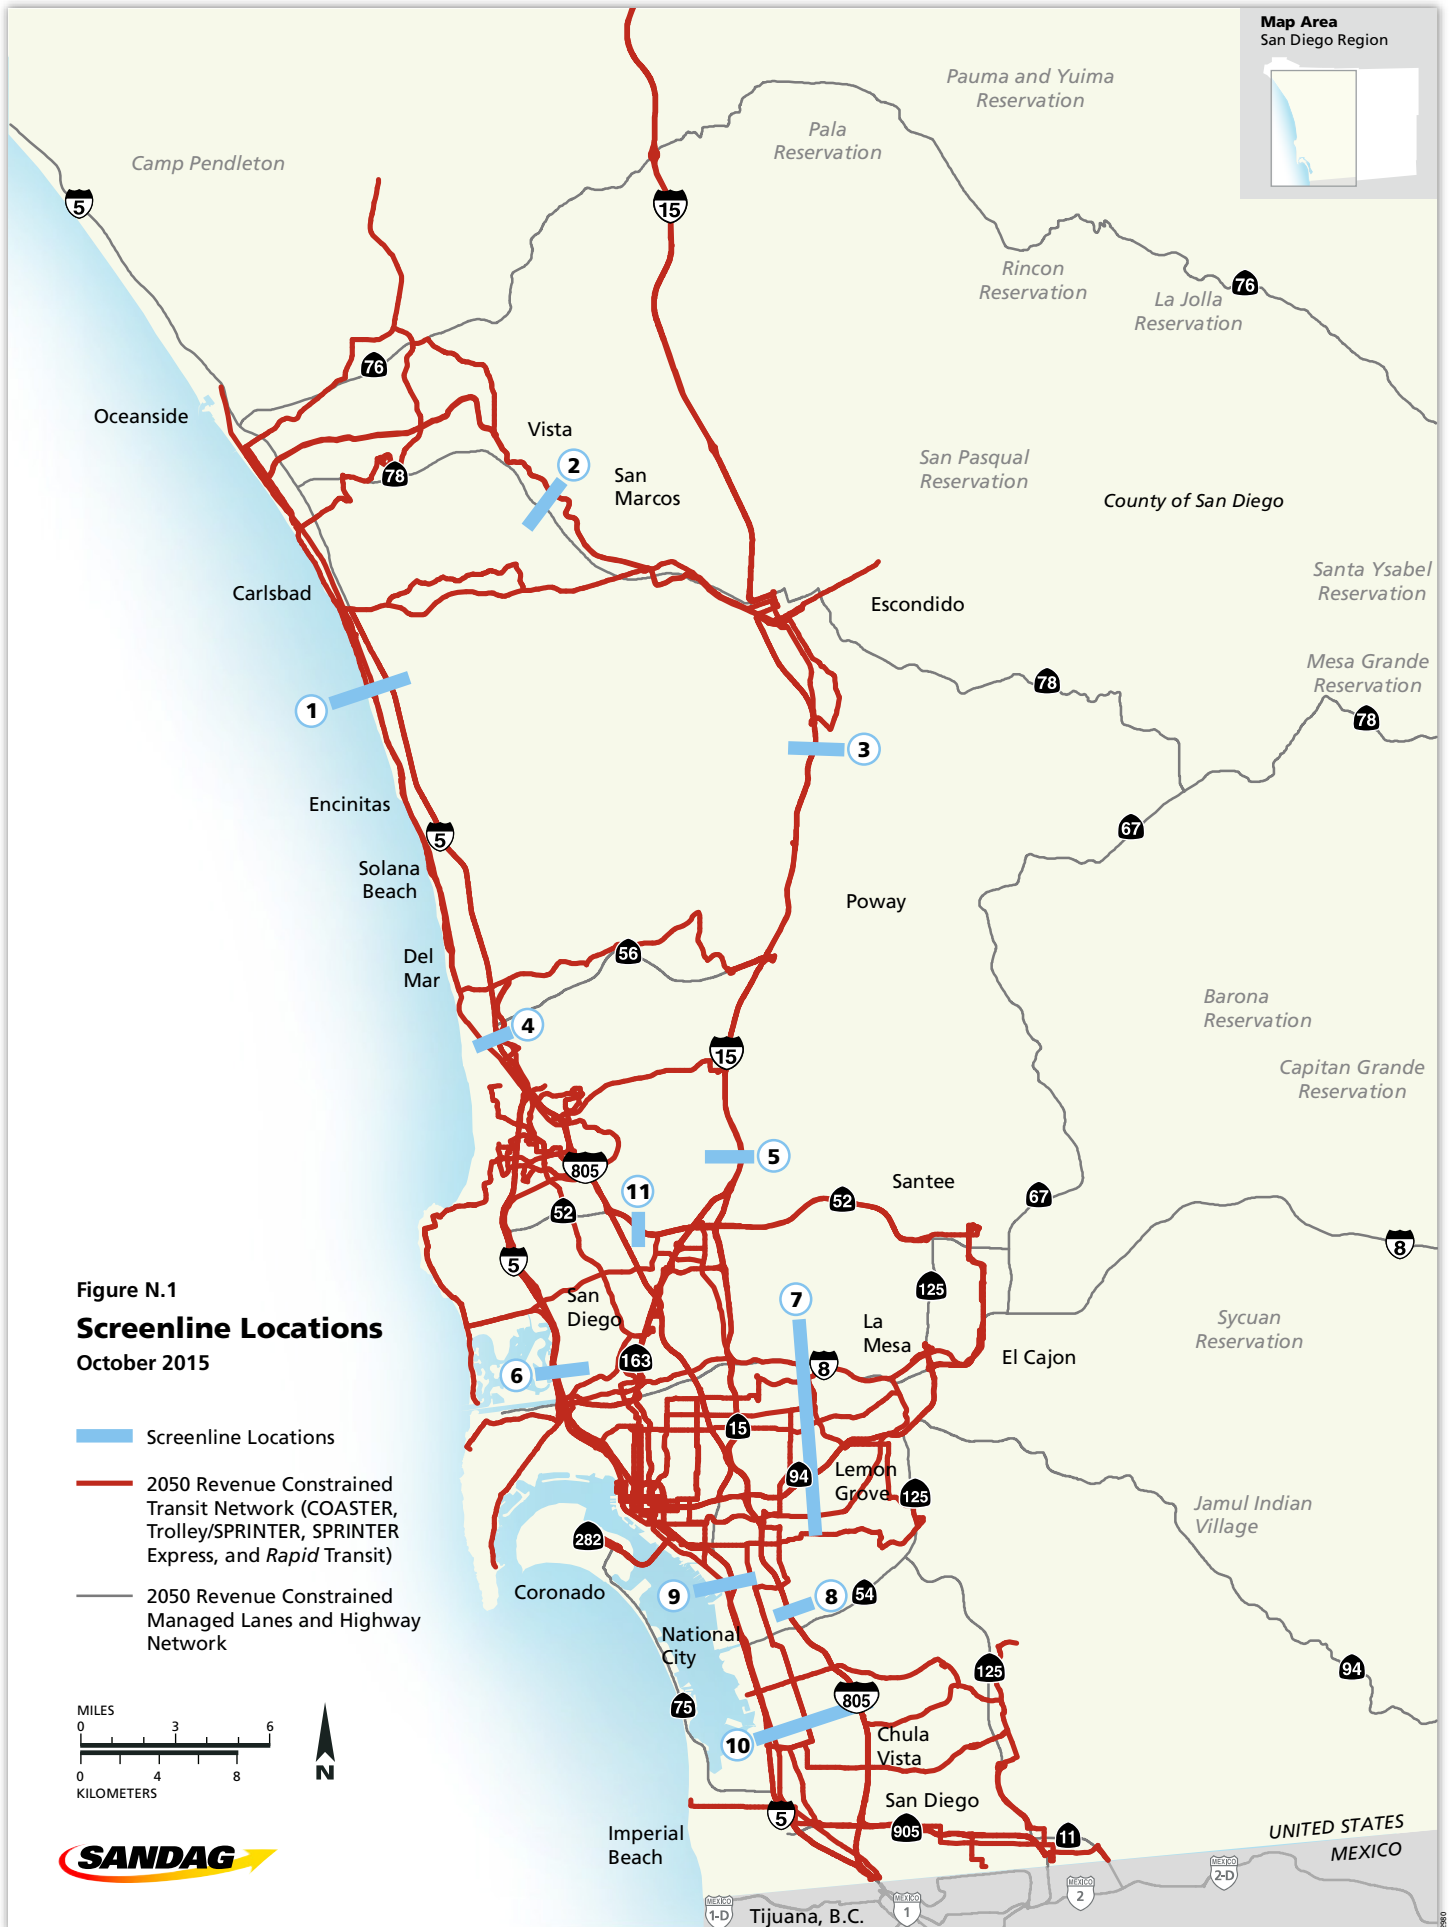 Map Area
San Diego Region
Pauma and Yuima
Reservation
Pala
Reservation
Camp Pendleton
5
15
Rincon
Reservation
La Jolla
Reservation
76
76
Oceanside
Vista
2
San
Marcos
78
San Pasqual
Reservation
County of San Diego
Santa Ysabel
Reservation
Carlsbad
Escondido
Mesa Grande
Reservation
78
78
1
3
Encinitas
5
67
Solana
Beach
Poway
Del
Mar
56
Barona
Reservation
4
15
Capitan Grande
Reservation
5
805
11
Santee
52
67
52
5
8
Figure N.1
Screenline Locations
October 2015
125
San
Diego
7
La
Mesa
Sycuan
Reservation
El Cajon
6
163
8
15
Screenline Locations
94
Lemon
Grove
125
2050 Revenue Constrained
Transit Network (COASTER,
Trolley/SPRINTER, SPRINTER
Express, and Rapid Transit)
Jamul Indian
Village
282
Coronado
9
8
54
2050 Revenue Constrained
Managed Lanes and Highway
Network
National
City
125
94
805
75
10
Chula
Vista
MILES
0 3 6
0 4 8
KILOMETERS
N
San Diego
5
905
11
Imperial
Beach
UNITED STATES
MEXICO
SANDAG
MEXICO
1-D
Tijuana, B.C.
MEXICO
1
MEXICO
2
MEXICO
2-D